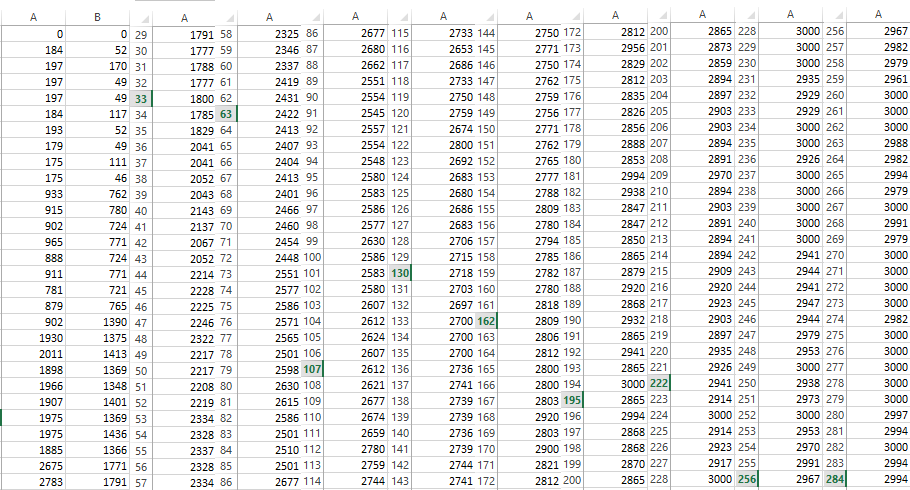 A B A A A A A A A A A
0 0 29 1791 58 2325 86 2677 115 2733 144 2750 172 2812 200 2865 228 3000 256 2967
184 52 30 1777 59 2346 87 2680 116 2653 145 2771 173 2956 201 2873 229 3000 257 2982
197 170 31 1788 60 2337 88 2662 117 2686 146 2750 174 2829 202 2859 230 3000 258 2979
197 49 32 1777 61 2419 89 2551 118 2733 147 2762 175 2812 203 2894 231 2935 259 2961
197 49 33 1800 62 2431 90 2554 119 2750 148 2759 176 2835 204 2897 232 2929 260 3000
184 117 34 1785 63 2422 91 2545 120 2759 149 2756 177 2826 205 2903 233 2929 261 3000
193 52 35 1829 64 2413 92 2557 121 2674 150 2771 178 2856 206 2903 234 3000 262 3000
179 49 36 2041 65 2407 93 2554 122 2800 151 2762 179 2888 207 2894 235 3000 263 2988
175 111 37 2041 66 2404 94 2548 123 2692 152 2765 180 2853 208 2891 236 2926 264 2982
175 46 38 2052 67 2413 95 2580 124 2683 153 2777 181 2994 209 2970 237 3000 265 2994
933 762 39 2043 68 2401 96 2583 125 2680 154 2788 182 2938 210 2894 238 3000 266 2979
915 780 40 2143 69 2466 97 2586 126 2686 155 2809 183 2847 211 2903 239 3000 267 3000
902 724 41 2137 70 2460 98 2577 127 2683 156 2780 184 2847 212 2891 240 3000 268 2991
965 771 42 2067 71 2454 99 2630 128 2706 157 2794 185 2850 213 2894 241 3000 269 2979
888 724 43 2052 72 2448 100 2586 129 2715 158 2785 186 2865 214 2894 242 2941 270 3000
911 771 44 2214 73 2551 101 2583 130 2718 159 2782 187 2879 215 2909 243 2944 271 3000
781 721 45 2228 74 2577 102 2580 131 2703 160 2780 188 2920 216 2920 244 2941 272 3000
879 765 46 2225 75 2586 103 2607 132 2697 161 2818 189 2868 217 2923 245 2947 273 3000
902 1390 47 2246 76 2571 104 2612 133 2700 162 2809 190 2932 218 2903 246 2944 274 2982
1930 1375 48 2322 77 2565 105 2624 134 2700 163 2806 191 2865 219 2897 247 2979 275 3000
2011 1413 49 2217 78 2501 106 2607 135 2700 164 2812 192 2941 220 2935 248 2953 276 3000
1898 1369 50 2217 79 2598 107 2612 136 2736 165 2800 193 2865 221 2926 249 3000 277 3000
1966 1348 51 2208 80 2630 108 2621 137 2741 166 2800 194 3000 222 2941 250 2938 278 3000
1907 1401 52 2219 81 2615 109 2677 138 2739 167 2803 195 2865 223 2914 251 2973 279 3000
1975 1369 53 2334 82 2586 110 2674 139 2739 168 2920 196 2994 224 3000 252 3000 280 2997
1975 1436 54 2328 83 2501 111 2659 140 2736 169 2803 197 2868 225 2914 253 2953 281 2994
1885 1366 55 2337 84 2510 112 2780 141 2739 170 2900 198 2868 226 2923 254 2970 282 3000
2675 1771 56 2328 85 2501 113 2759 142 2744 171 2821 199 2870 227 2917 255 2991 283 2994
2783 1791 57 2334 86 2677 114 2744 143 2741 172 2812 200 2865 228 3000 256 2967 284 2994